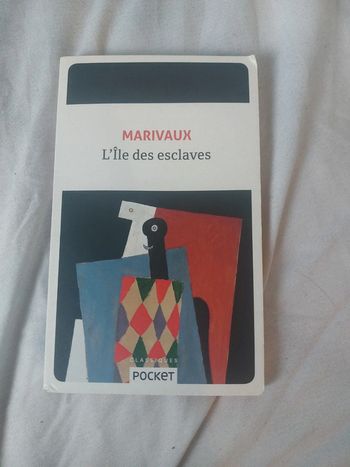 MARIVAUX
L'Île des esclaves
CLASSIQUES
POCKET